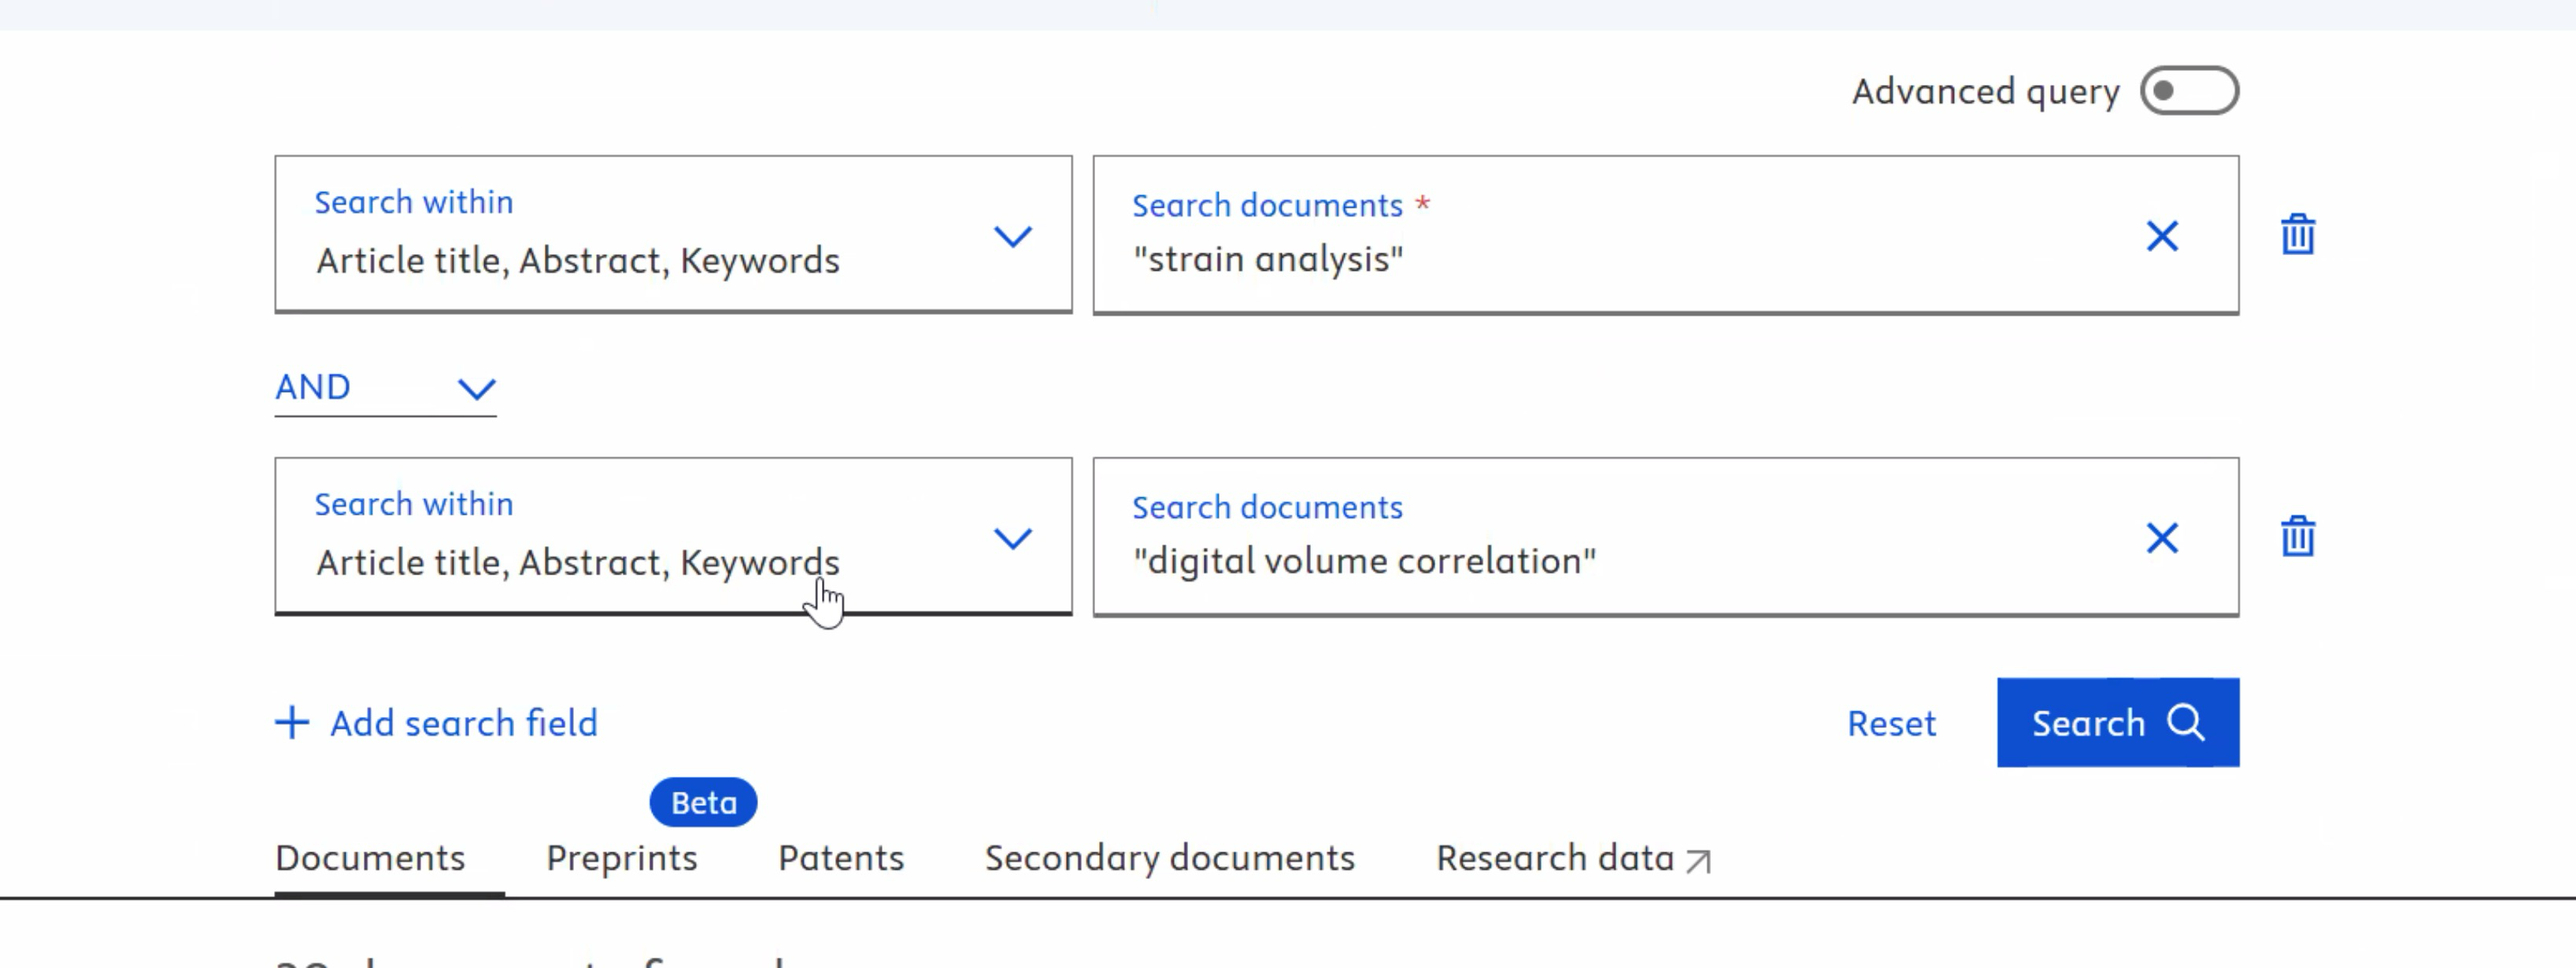 Advanced query
Search within
Article title, Abstract, Keywords
Search documents *
"strain analysis"
AND
Search within
Article title, Abstract, Keywords
Search documents
"digital volume correlation"
+ Add search field
Reset
Search
Beta
Documents
Preprints
Patents
Secondary documents
Research data